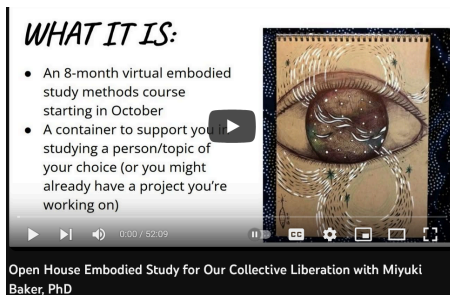 WHAT IT IS:
● An 8-month virtual embodied
study methods course
starting in October
● A container to support you in
studying a person/topic of
your choice (or you might
already have a project you're
working on)
0:00 / 52:09
CC
Open House Embodied Study for Our Collective Liberation with Miyuki
Baker, PhD